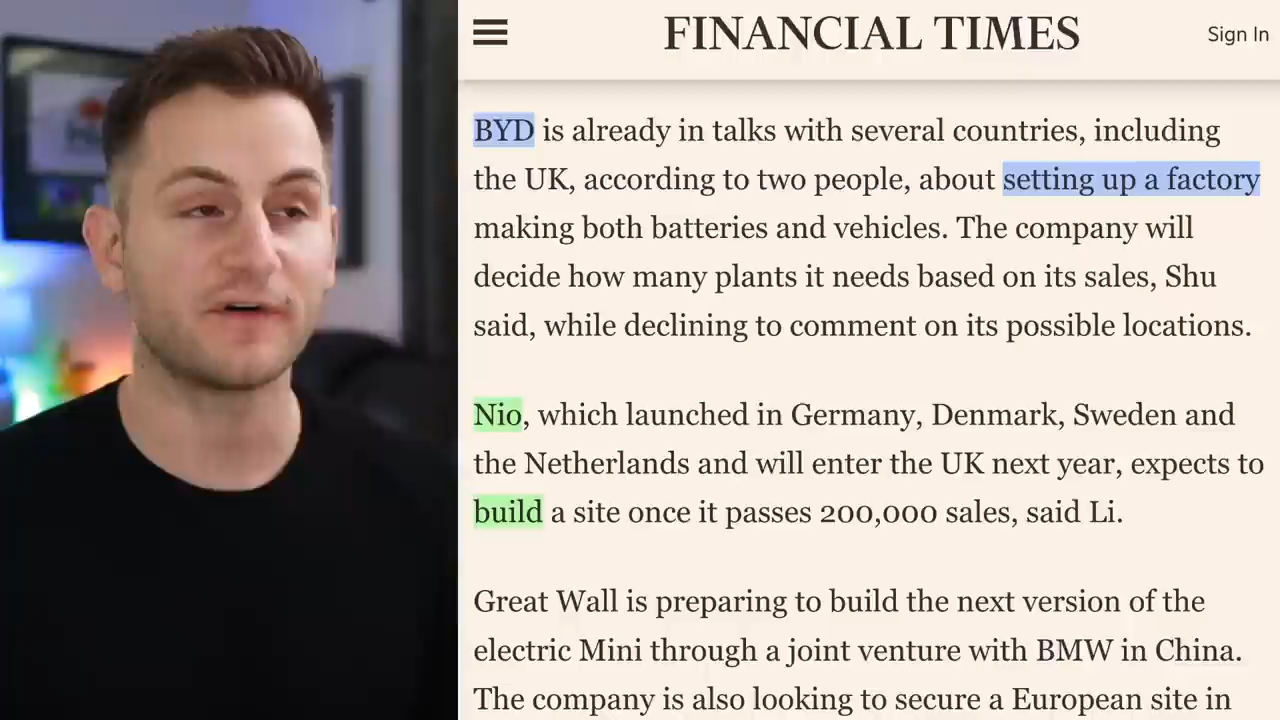 FINANCIAL TIMES
Sign In
BYD is already in talks with several countries, including
the UK, according to two people, about setting up a factory
making both batteries and vehicles. The company will
decide how many plants it needs based on its sales, Shu
said, while declining to comment on its possible locations.
Nio, which launched in Germany, Denmark, Sweden and
the Netherlands and will enter the UK next year, expects to
build a site once it passes 200,000 sales, said Li.
Great Wall is preparing to build the next version of the
electric Mini through a joint venture with BMW in China.
The company is also looking to secure a European site in